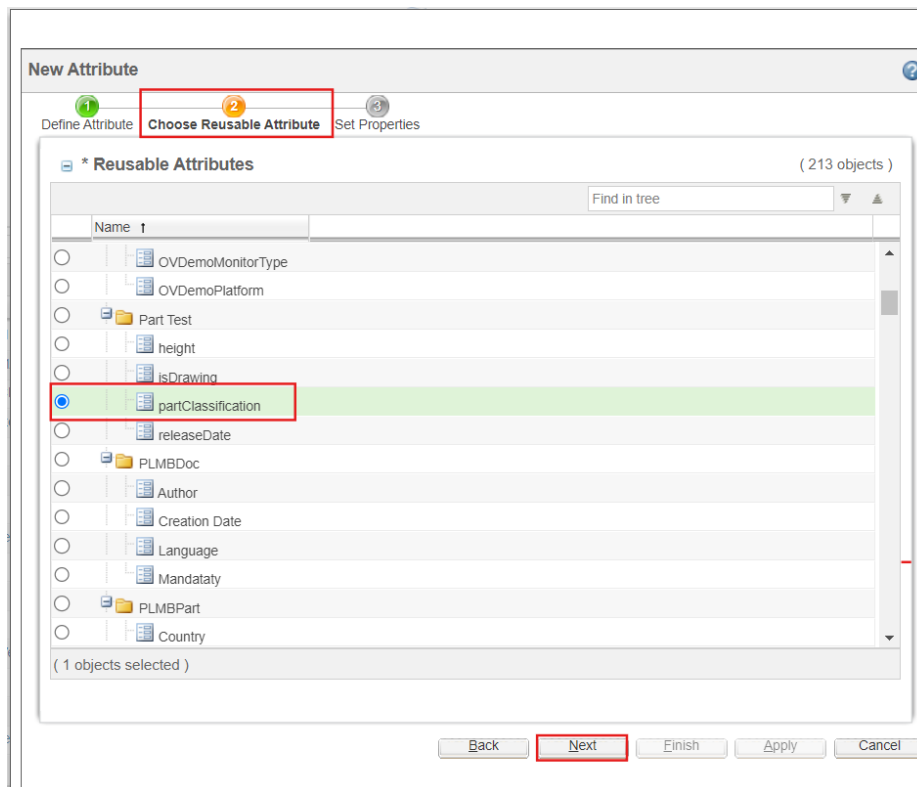 New Attribute
?
1
2
3
Define Attribute
Choose Reusable Attribute
Set Properties
* Reusable Attributes
( 213 objects )
Find in tree
Name ↑
OVDemoMonitorType
OVDemoPlatform
Part Test
height
isDrawing
partClassification
releaseDate
PLMBDoc
Author
Creation Date
Language
Mandataty
PLMBPart
Country
( 1 objects selected )
Back
Next
Finish
Apply
Cancel